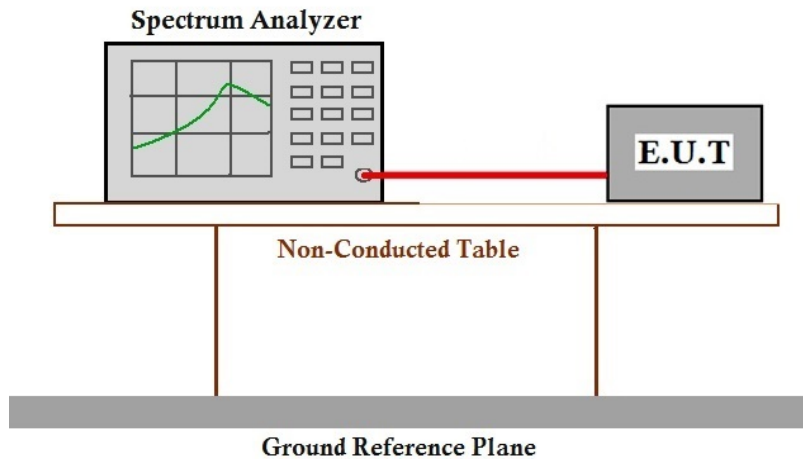 Spectrum Analyzer
E.U.T
Non-Conducted Table
Ground Reference Plane